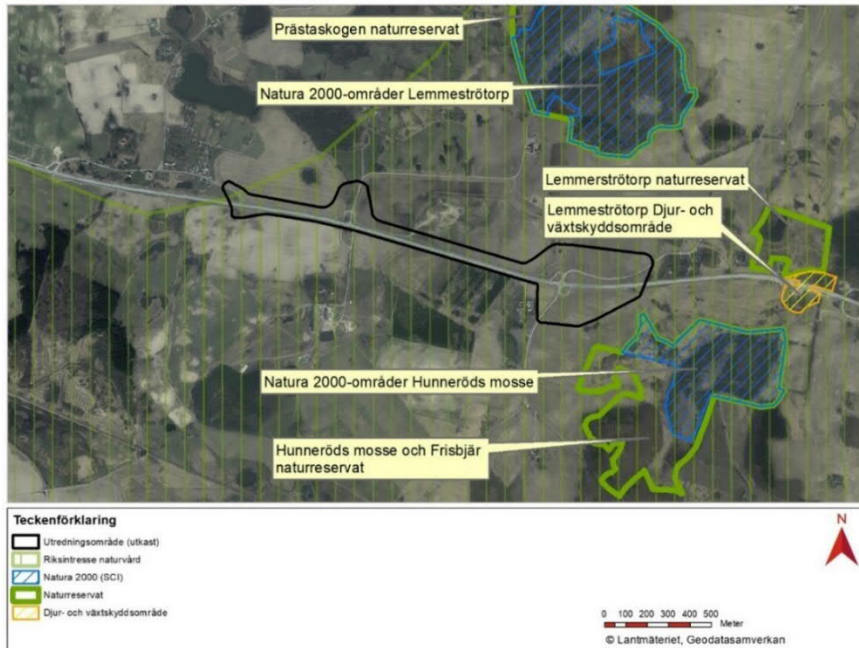 Prästaskogen naturreservat
Natura 2000-områder Lemmeströtorp
Lemmerströtorp naturreservat
Lemmeströtorp Djur- och
växtskyddsområde
Natura 2000-områder Hunneröds mosse
Hunneröds mosse och Frisbjär
naturreservat
Teckenförklaring
Utredningsområde (utkast)
Riksintresse naturvård
Natura 2000 (SCI)
Naturreservat
Djur- och växtskyddsområde
N
0 100 200 300 400 500
Meter
© Lantmäteriet, Geodatasamverkan